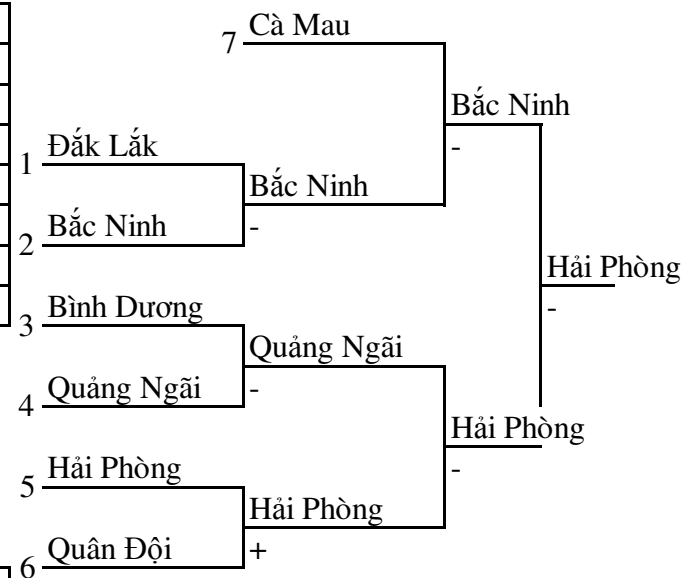 Cà Mau
7
Bắc Ninh
-
Đắk Lắk
1
Bắc Ninh
-
Bắc Ninh
2
Hải Phòng
-
Bình Dương
3
Quảng Ngãi
-
Quảng Ngãi
4
Hải Phòng
-
Hải Phòng
5
Hải Phòng
+
Quân Đội
6